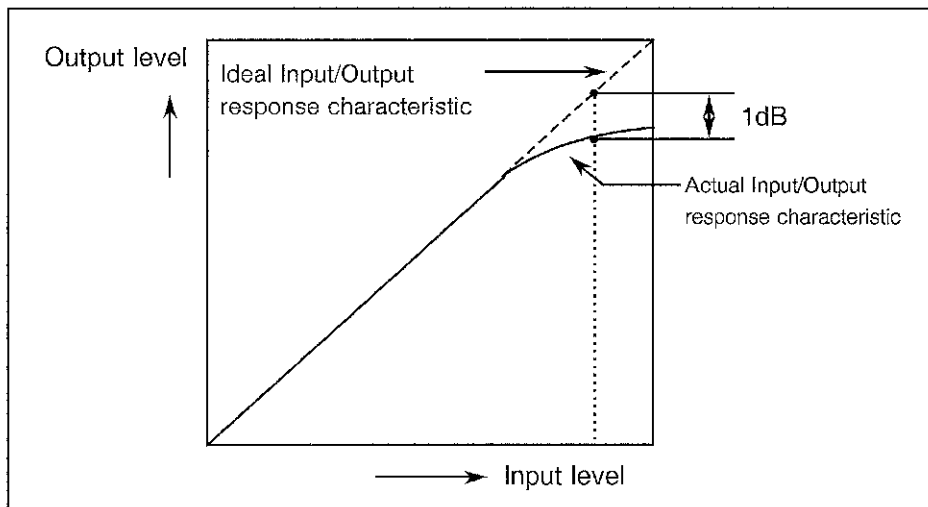 Output level
Ideal Input/Output
response characteristic
1dB
Actual Input/Output
response characteristic
Input level